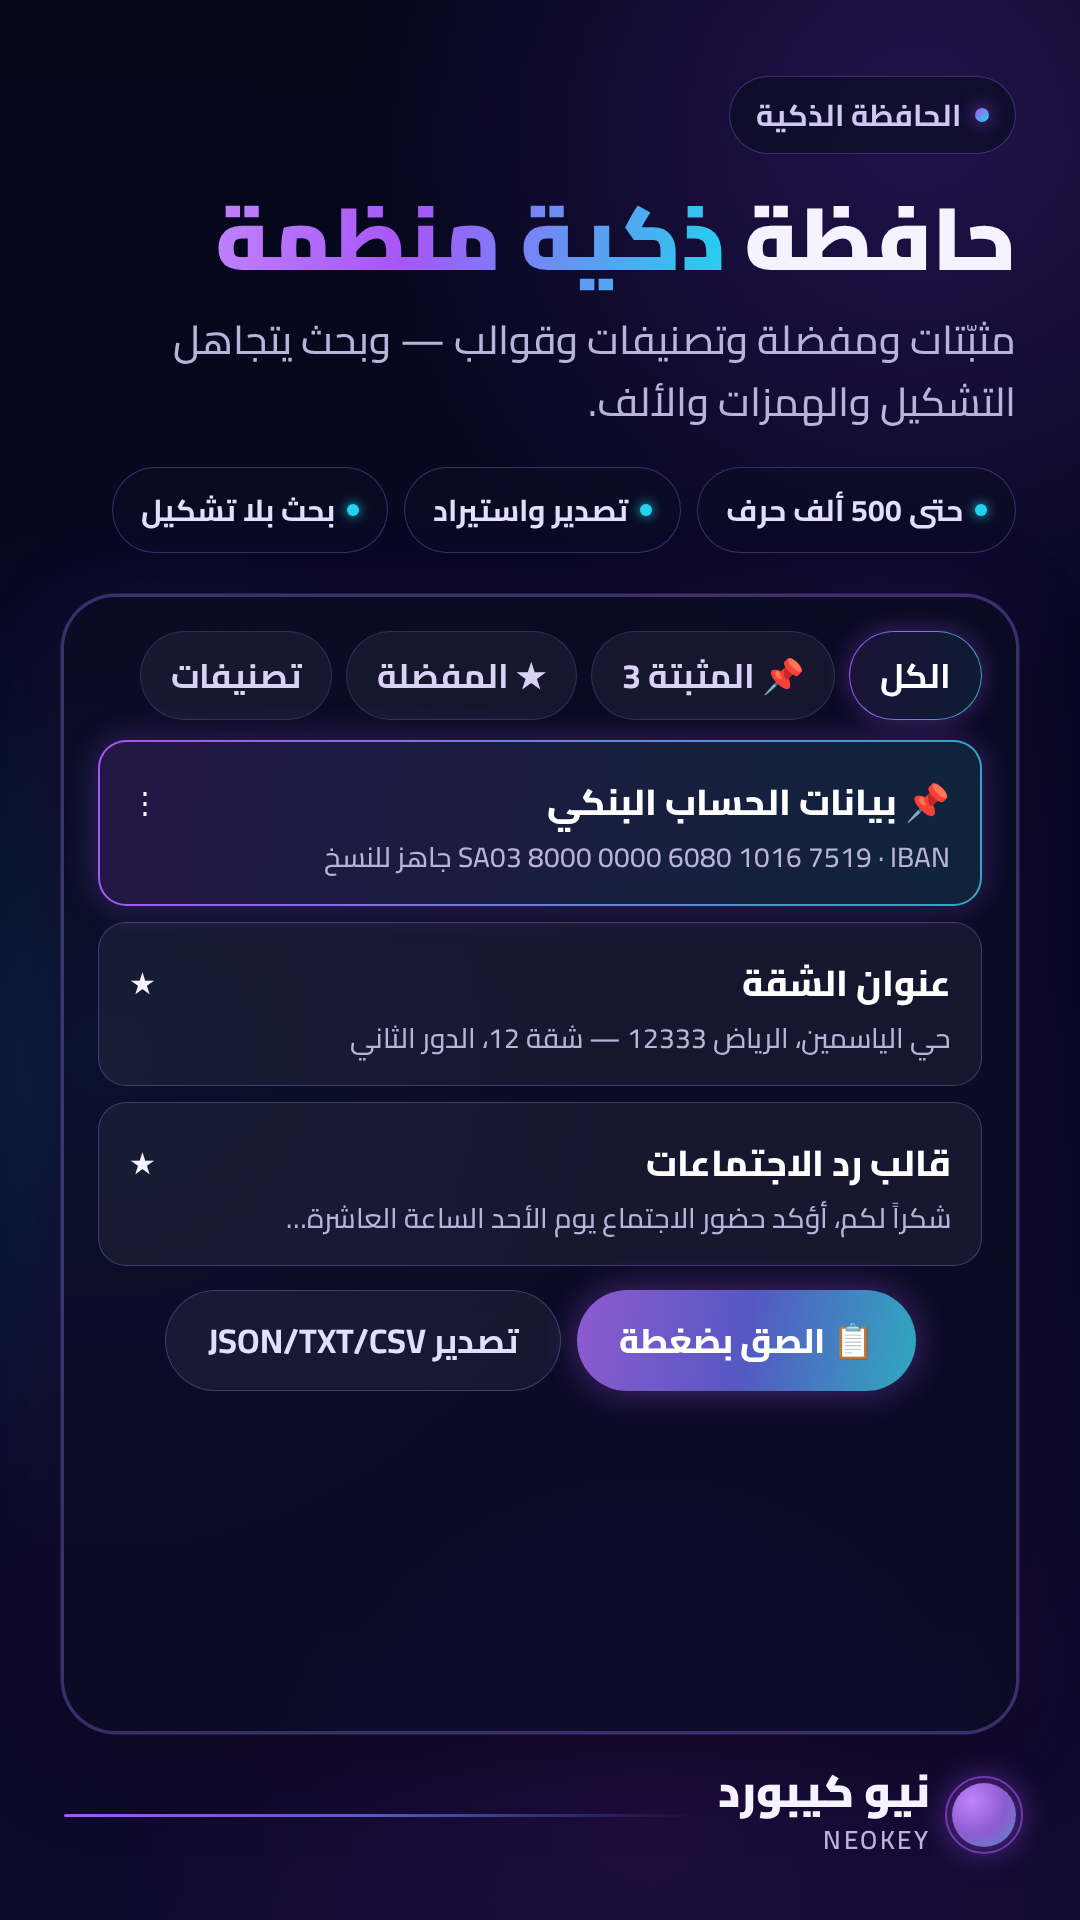 الحافظة الذكية
حافظة ذكية منظمة
مثبّتات ومفضلة وتصنيفات وقوالب — وبحث يتجاهل
التشكيل والهمزات والألف.
حتى 500 ألف حرف
تصدير واستيراد
بحث بلا تشكيل
الكل
📌 المثبتة 3
★ المفضلة
تصنيفات
📌 بيانات الحساب البنكي
⋮
SA03 8000 0000 6080 1016 7519 · IBAN جاهز للنسخ
عنوان الشقة
★
حي الياسمين، الرياض 12333 — شقة 12، الدور الثاني
قالب رد الاجتماعات
★
شكراً لكم، أؤكد حضور الاجتماع يوم الأحد الساعة العاشرة...
📋 الصق بضغطة
تصدير JSON/TXT/CSV
نيو كيبورد
NEOKEY